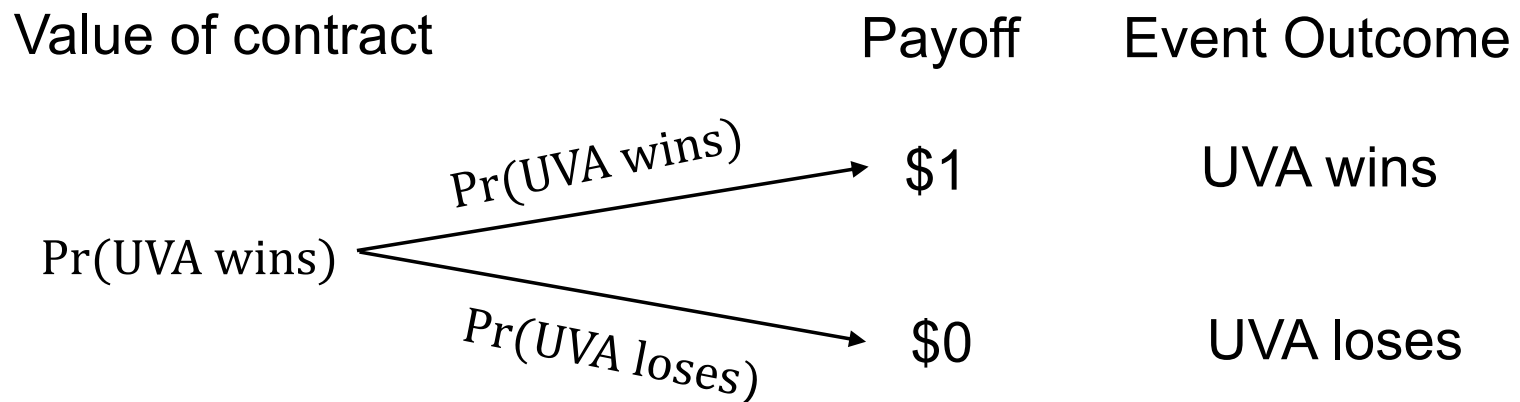 Value of contract Payoff Event Outcome
Pr(UVA wins) $1 UVA wins
Pr(UVA wins)
Pr(UVA loses) $0 UVA loses